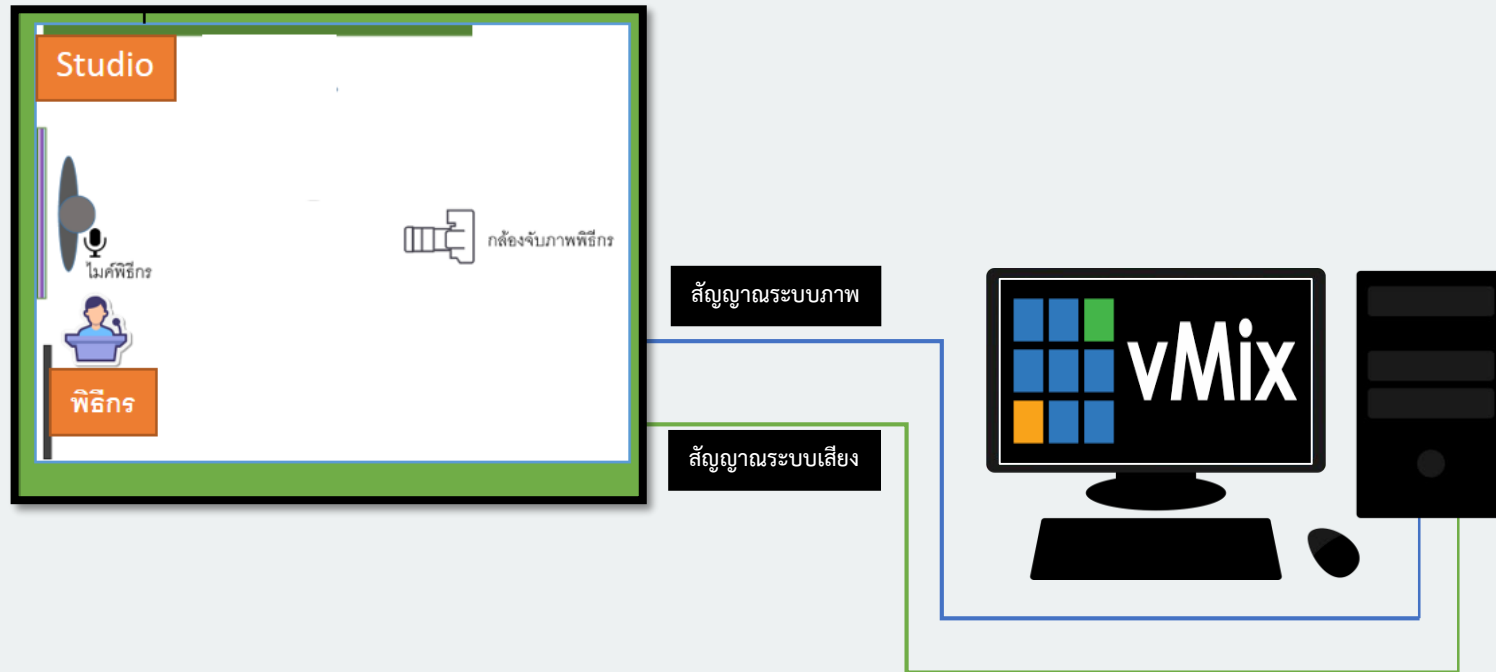 Studio
ไมค์พิธีกร
กล้องจับภาพพิธีกร
พิธีกร
สัญญาณระบบภาพ
สัญญาณระบบเสียง
vMix